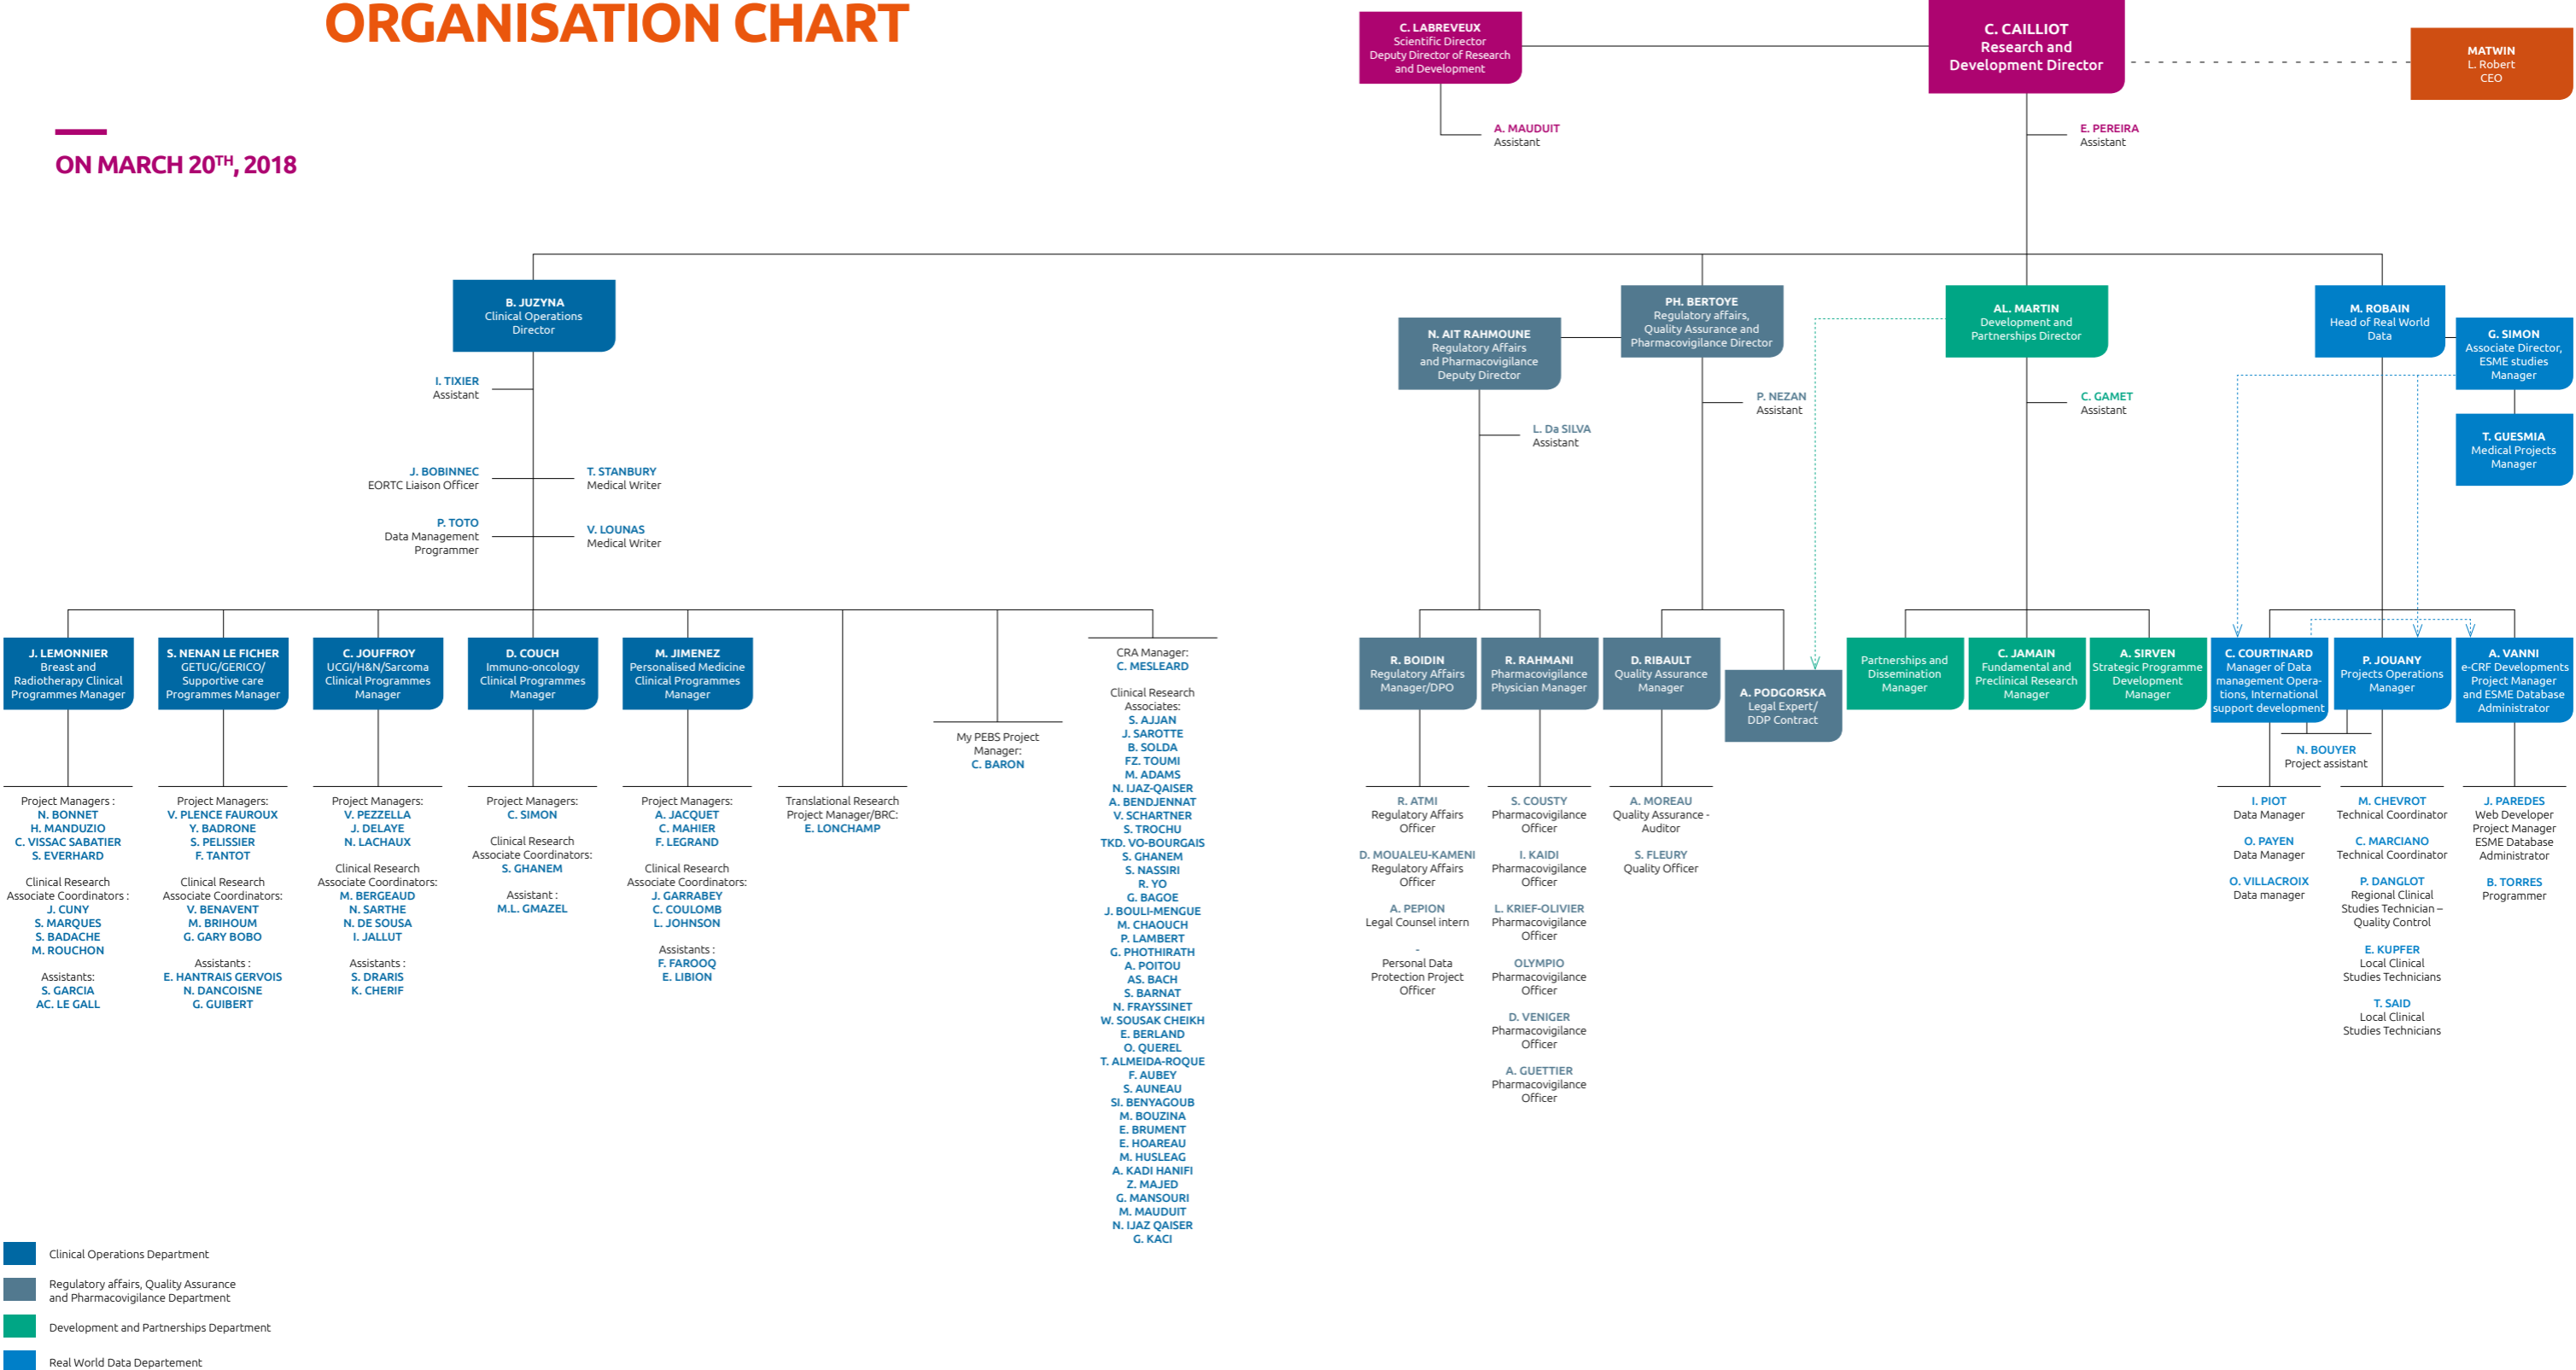 ORGANISATION CHART
ON MARCH 20TH, 2018
C. LABREVEUX
Scientific Director
Deputy Director of Research
and Development
C. CAILLIOT
Research and
Development Director
MATWIN
L. Robert
CEO
A. MAUDUIT
Assistant
E. PEREIRA
Assistant
B. JUZYNA
Clinical Operations
Director
I. TIXIER
Assistant
J. BOBINNEC
EORTC Liaison Officer
T. STANBURY
Medical Writer
P. TOTO
Data Management
Programmer
V. LOUNAS
Medical Writer
N. AIT RAHMOUNE
Regulatory Affairs
and Pharmacovigilance
Deputy Director
PH. BERTOYE
Regulatory affairs,
Quality Assurance and
Pharmacovigilance Director
L. Da SILVA
Assistant
P. NEZAN
Assistant
AL. MARTIN
Development and
Partnerships Director
C. GAMET
Assistant
M. ROBAIN
Head of Real World
Data
G. SIMON
Associate Director,
ESME studies
Manager
T. GUESMIA
Medical Projects
Manager
J. LEMONNIER
Breast and
Radiotherapy Clinical
Programmes Manager
Project Managers :
N. BONNET
H. MANDUZIO
C. VISSAC SABATIER
S. EVERHARD
Clinical Research
Associate Coordinators :
J. CUNY
S. MARQUES
S. BADACHE
M. ROUCHON
Assistants:
S. GARCIA
AC. LE GALL
S. NENAN LE FICHER
GETUG/GERICO/
Supportive care
Programmes Manager
Project Managers:
V. PLENCE FAUROUX
Y. BADRONE
S. PELISSIER
F. TANTOT
Clinical Research
Associate Coordinators:
V. BENAVENT
M. BRIHOUM
G. GARY BOBO
Assistants :
E. HANTRAIS GERVOIS
N. DANCOISNE
G. GUIBERT
C. JOUFFROY
UCGI/H&N/Sarcoma
Clinical Programmes
Manager
Project Managers:
V. PEZZELLA
J. DELAYE
N. LACHAUX
Clinical Research
Associate Coordinators:
M. BERGEAUD
N. SARTHE
N. DE SOUSA
I. JALLUT
Assistants :
S. DRARIS
K. CHERIF
D. COUCH
Immuno-oncology
Clinical Programmes
Manager
Project Managers:
C. SIMON
Clinical Research
Associate Coordinators:
S. GHANEM
Assistant :
M.L. GMAZEL
M. JIMENEZ
Personalised Medicine
Clinical Programmes
Manager
Project Managers:
A. JACQUET
C. MAHIER
F. LEGRAND
Clinical Research
Associate Coordinators:
J. GARRABEY
C. COULOMB
L. JOHNSON
Assistants :
F. FAROOQ
E. LIBION
Translational Research
Project Manager/BRC:
E. LONCHAMP
My PEBS Project
Manager:
C. BARON
CRA Manager:
C. MESLEARD
Clinical Research
Associates:
S. AJJAN
J. SAROTTE
B. SOLDA
FZ. TOUMI
M. ADAMS
N. IJAZ-QAISER
A. BENDJENNAT
V. SCHARTNER
S. TROCHU
TKD. VO-BOURGAIS
S. GHANEM
S. NASSIRI
R. YO
G. BAGOE
J. BOULI-MENGUE
M. CHAOUCH
P. LAMBERT
G. PHOTHIRATH
A. POITOU
AS. BACH
S. BARNAT
N. FRAYSSINET
W. SOUSAK CHEIKH
E. BERLAND
O. QUEREL
T. ALMEIDA-ROQUE
F. AUBEY
S. AUNEAU
SI. BENYAGOUB
M. BOUZINA
E. BRUMENT
E. HOAREAU
M. HUSLEAG
A. KADI HANIFI
Z. MAJED
G. MANSOURI
M. MAUDUIT
N. IJAZ QAISER
G. KACI
R. BOIDIN
Regulatory Affairs
Manager/DPO
R. ATMI
Regulatory Affairs
Officer
D. MOUALEU-KAMENI
Regulatory Affairs
Officer
A. PEPION
Legal Counsel intern
-
Personal Data
Protection Project
Officer
R. RAHMANI
Pharmacovigilance
Physician Manager
S. COUSTY
Pharmacovigilance
Officer
I. KAIDI
Pharmacovigilance
Officer
L. KRIEF-OLIVIER
Pharmacovigilance
Officer
OLYMPIO
Pharmacovigilance
Officer
D. VENIGER
Pharmacovigilance
Officer
A. GUETTIER
Pharmacovigilance
Officer
D. RIBAULT
Quality Assurance
Manager
A. MOREAU
Quality Assurance -
Auditor
S. FLEURY
Quality Officer
A. PODGORSKA
Legal Expert/
DDP Contract
Partnerships and
Dissemination
Manager
C. JAMAIN
Fundamental and
Preclinical Research
Manager
A. SIRVEN
Strategic Programme
Development
Manager
C. COURTINARD
Manager of Data
management Opera-
tions, International
support development
P. JOUANY
Projects Operations
Manager
A. VANNI
e-CRF Developments
Project Manager
and ESME Database
Administrator
N. BOUYER
Project assistant
I. PIOT
Data Manager
O. PAYEN
Data Manager
O. VILLACROIX
Data manager
M. CHEVROT
Technical Coordinator
C. MARCIANO
Technical Coordinator
P. DANGLOT
Regional Clinical
Studies Technician –
Quality Control
E. KUPFER
Local Clinical
Studies Technicians
T. SAID
Local Clinical
Studies Technicians
J. PAREDES
Web Developer
Project Manager
ESME Database
Administrator
B. TORRES
Programmer
Clinical Operations Department
Regulatory affairs, Quality Assurance
and Pharmacovigilance Department
Development and Partnerships Department
Real World Data Departement